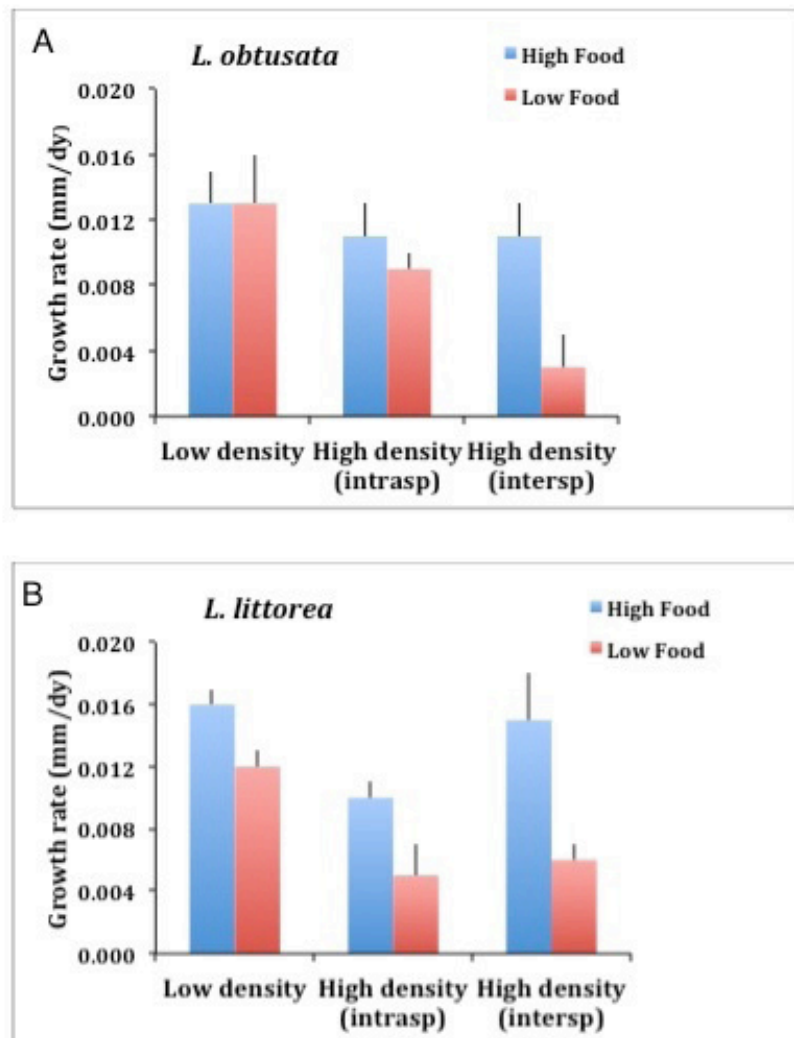 A
L. obtusata
High Food
Low Food
Growth rate (mm/dy)
0.020
0.016
0.012
0.008
0.004
0.000
Low density
High density
(intrasp)
High density
(intersp)
B
L. littorea
High Food
Low Food
Growth rate (mm/dy)
0.020
0.016
0.012
0.008
0.004
0.000
Low density
High density
(intrasp)
High density
(intersp)